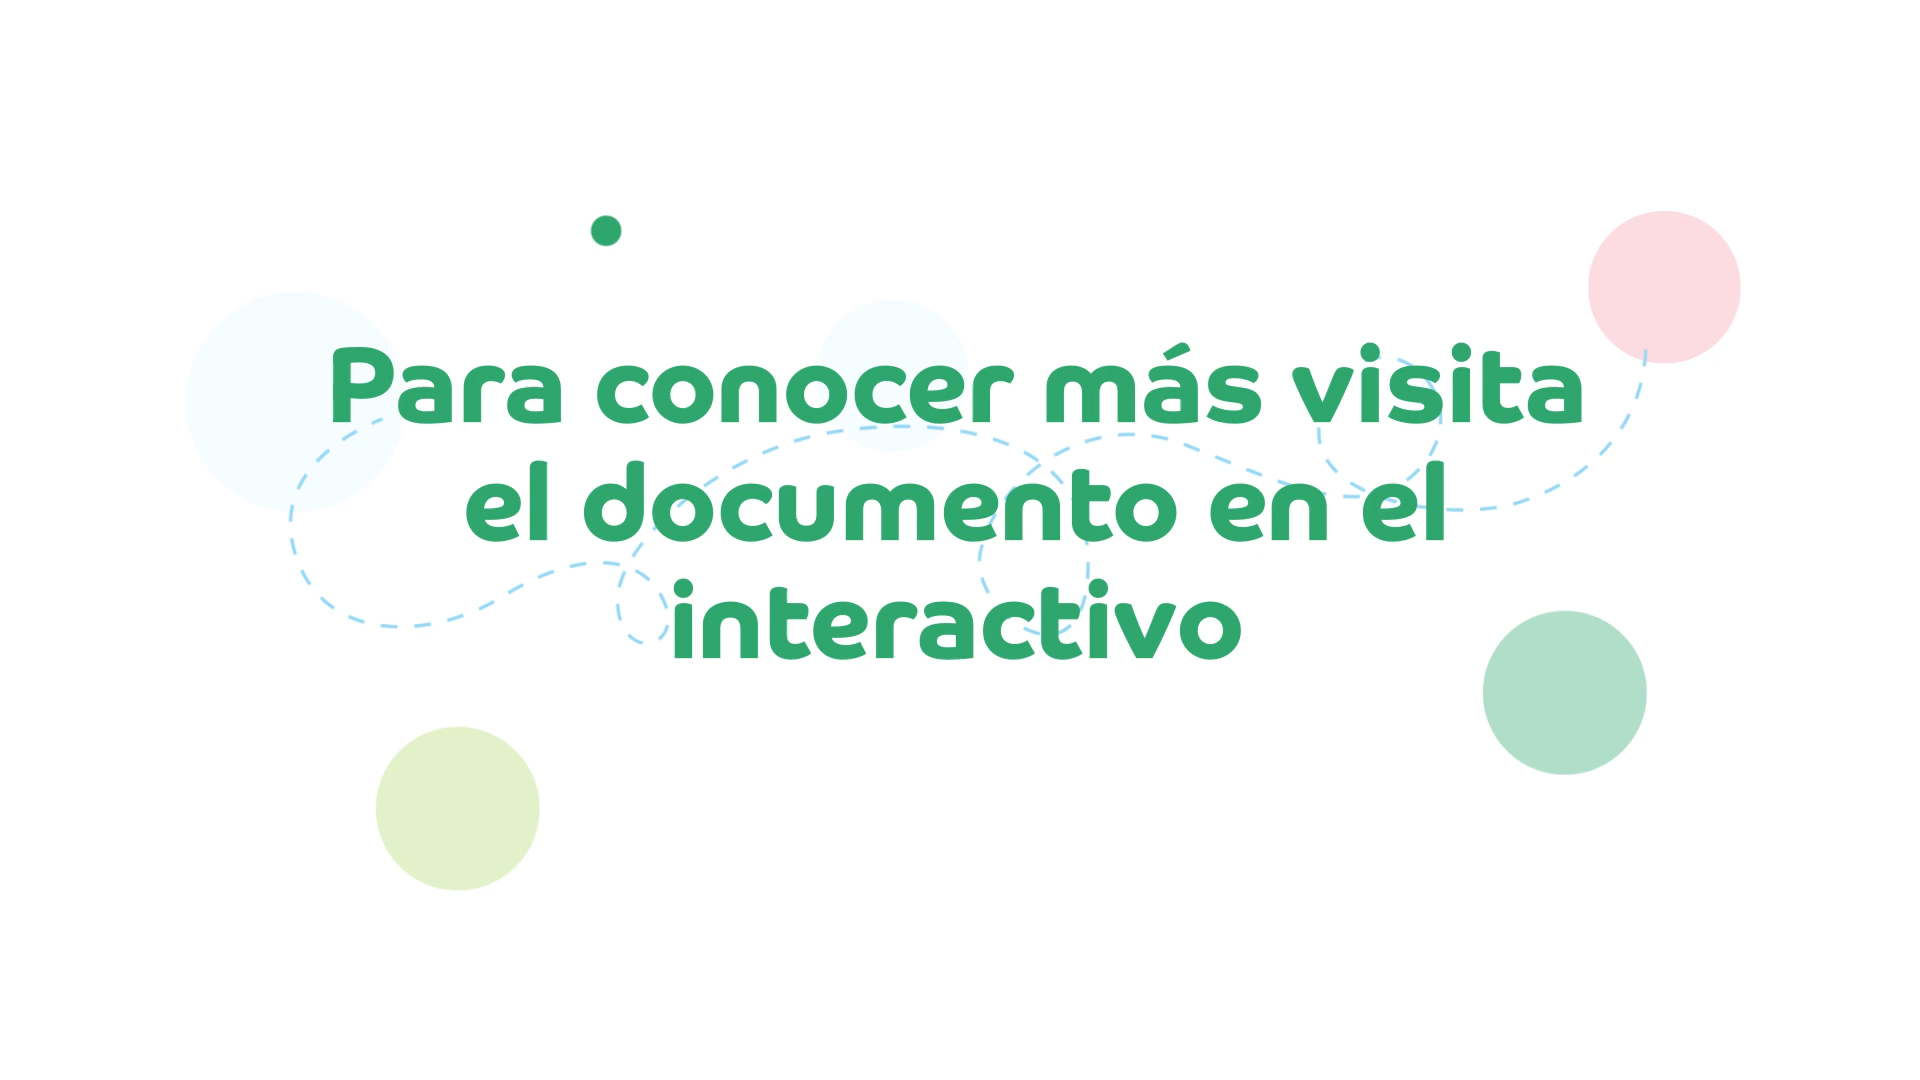 Para conocer más visita
el documento en el
interactivo